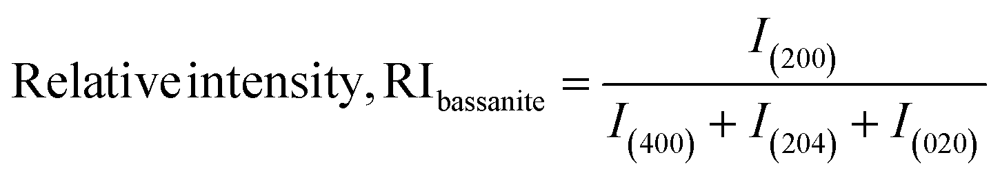 Relative intensity, RI_bassanite = I_(200) / I_(400) + I_(204) + I_(020)